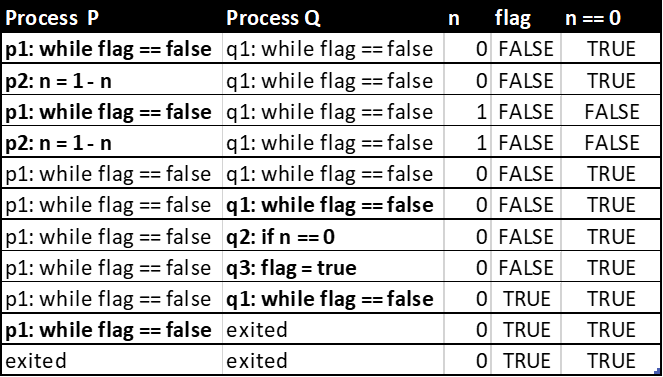 Process P Process Q n flag n == 0
p1: while flag == false q1: while flag == false 0 FALSE TRUE
p2: n = 1 - n q1: while flag == false 0 FALSE TRUE
p1: while flag == false q1: while flag == false 1 FALSE FALSE
p2: n = 1 - n q1: while flag == false 1 FALSE FALSE
p1: while flag == false q1: while flag == false 0 FALSE TRUE
p1: while flag == false q1: while flag == false 0 FALSE TRUE
p1: while flag == false q2: if n == 0 0 FALSE TRUE
p1: while flag == false q3: flag = true 0 FALSE TRUE
p1: while flag == false q1: while flag == false 0 TRUE TRUE
p1: while flag == false exited 0 TRUE TRUE
exited exited 0 TRUE TRUE